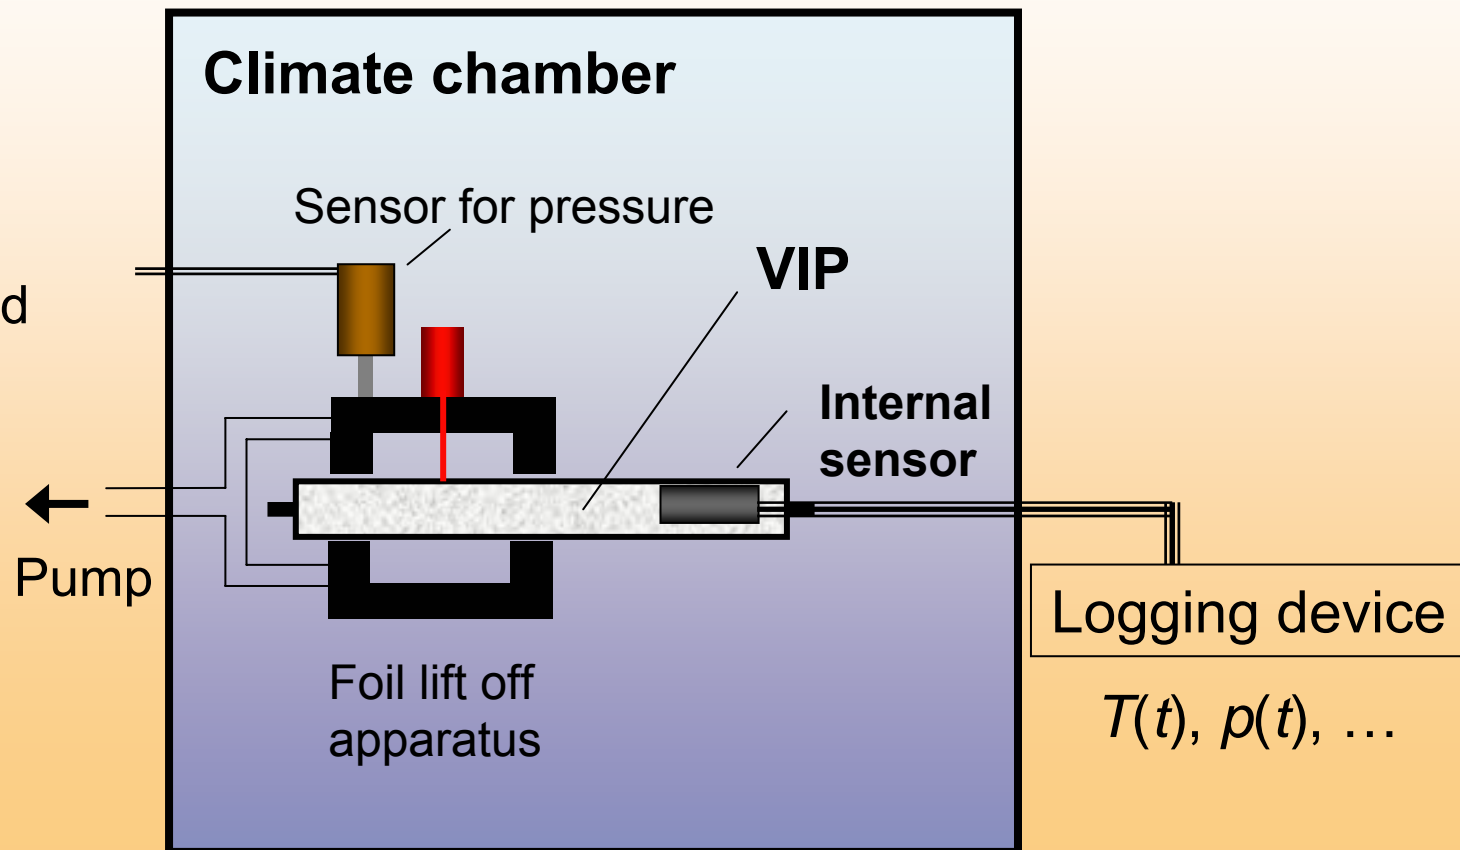 Climate chamber
Sensor for pressure
VIP
d
Internal
sensor
Pump
Logging device
Foil lift off
apparatus
T(t), p(t), …